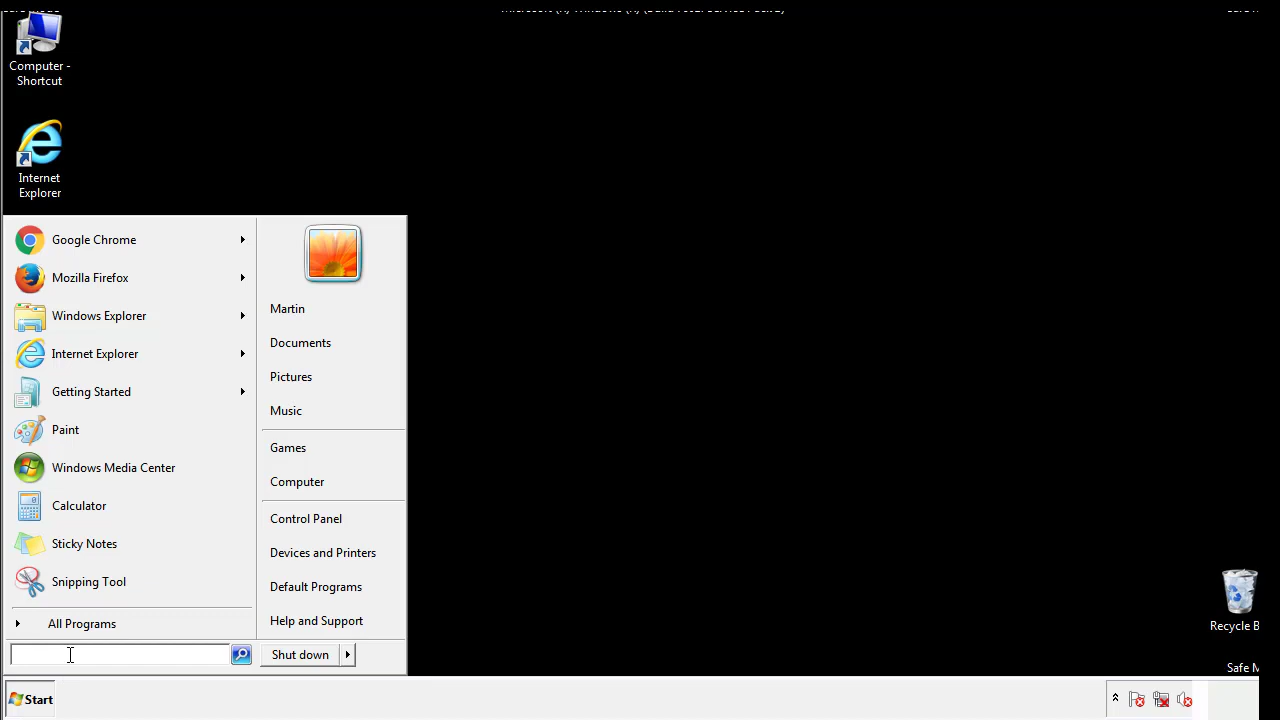 Computer -
Shortcut
Internet
Explorer
Google Chrome
Mozilla Firefox
Windows Explorer
Internet Explorer
Getting Started
Paint
Windows Media Center
Calculator
Sticky Notes
Snipping Tool
All Programs
Martin
Documents
Pictures
Music
Games
Computer
Control Panel
Devices and Printers
Default Programs
Help and Support
Shut down
Recycle B
Safe M
Start